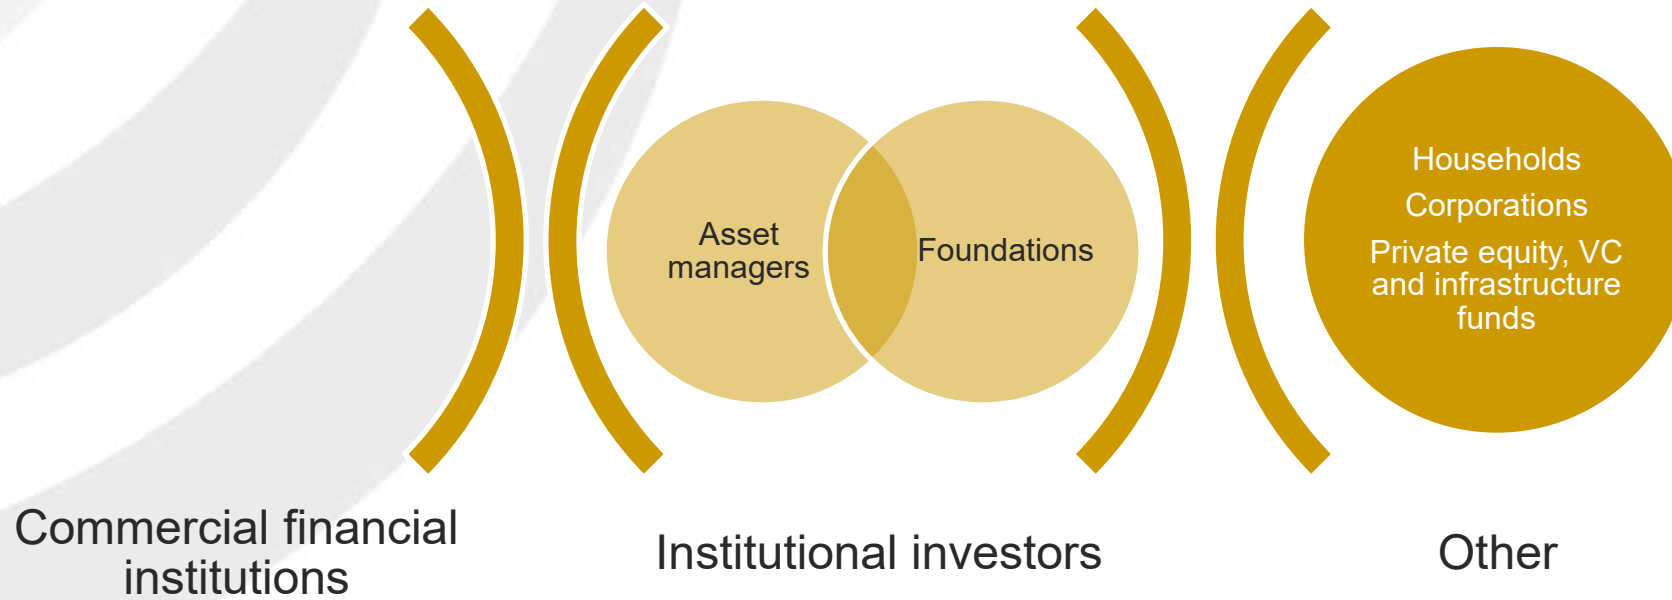 Asset
managers
Foundations
Households
Corporations
Private equity, VC
and infrastructure
funds
Commercial financial
institutions
Institutional investors
Other